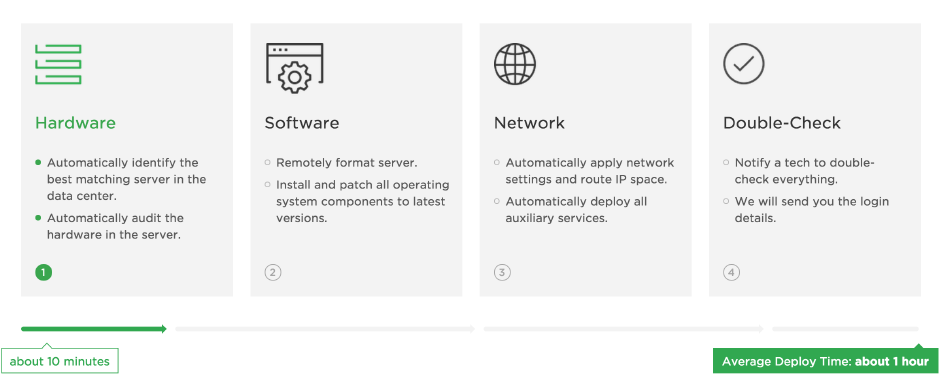 Hardware
Automatically identify the
best matching server in the
data center.
Automatically audit the
hardware in the server.
1
Software
Remotely format server.
Install and patch all operating
system components to latest
versions.
2
Network
Automatically apply network
settings and route IP space.
Automatically deploy all
auxiliary services.
3
Double-Check
Notify a tech to double-
check everything.
We will send you the login
details.
4
about 10 minutes
Average Deploy Time: about 1 hour